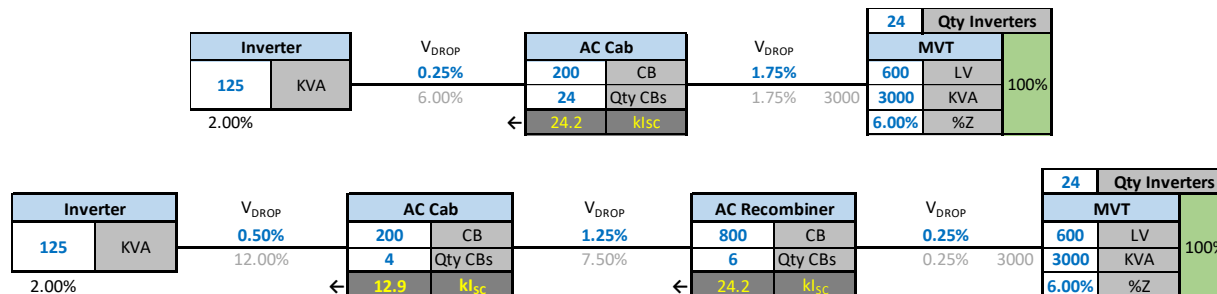 24 Qty Inverters
Inverter VDROP AC Cab VDROP MVT
125 KVA 0.25% 200 CB 1.75% 600 LV 100%
6.00% 24 Qty CBs 1.75% 3000 3000 KVA
2.00% ← 24.2 kIsc 6.00% %Z
24 Qty Inverters
Inverter VDROP AC Cab VDROP AC Recombiner VDROP MVT
125 KVA 0.50% 200 CB 1.25% 800 CB 0.25% 600 LV 100%
12.00% 4 Qty CBs 7.50% 6 Qty CBs 0.25% 3000 3000 KVA
2.00% ← 12.9 kISC ← 24.2 kISC 6.00% %Z